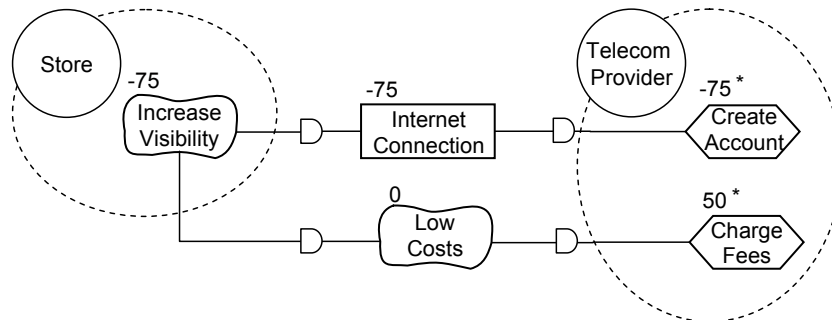 Store
Telecom
Provider
-75
Increase
Visibility
-75
Internet
Connection
-75 *
Create
Account
0
Low
Costs
50 *
Charge
Fees